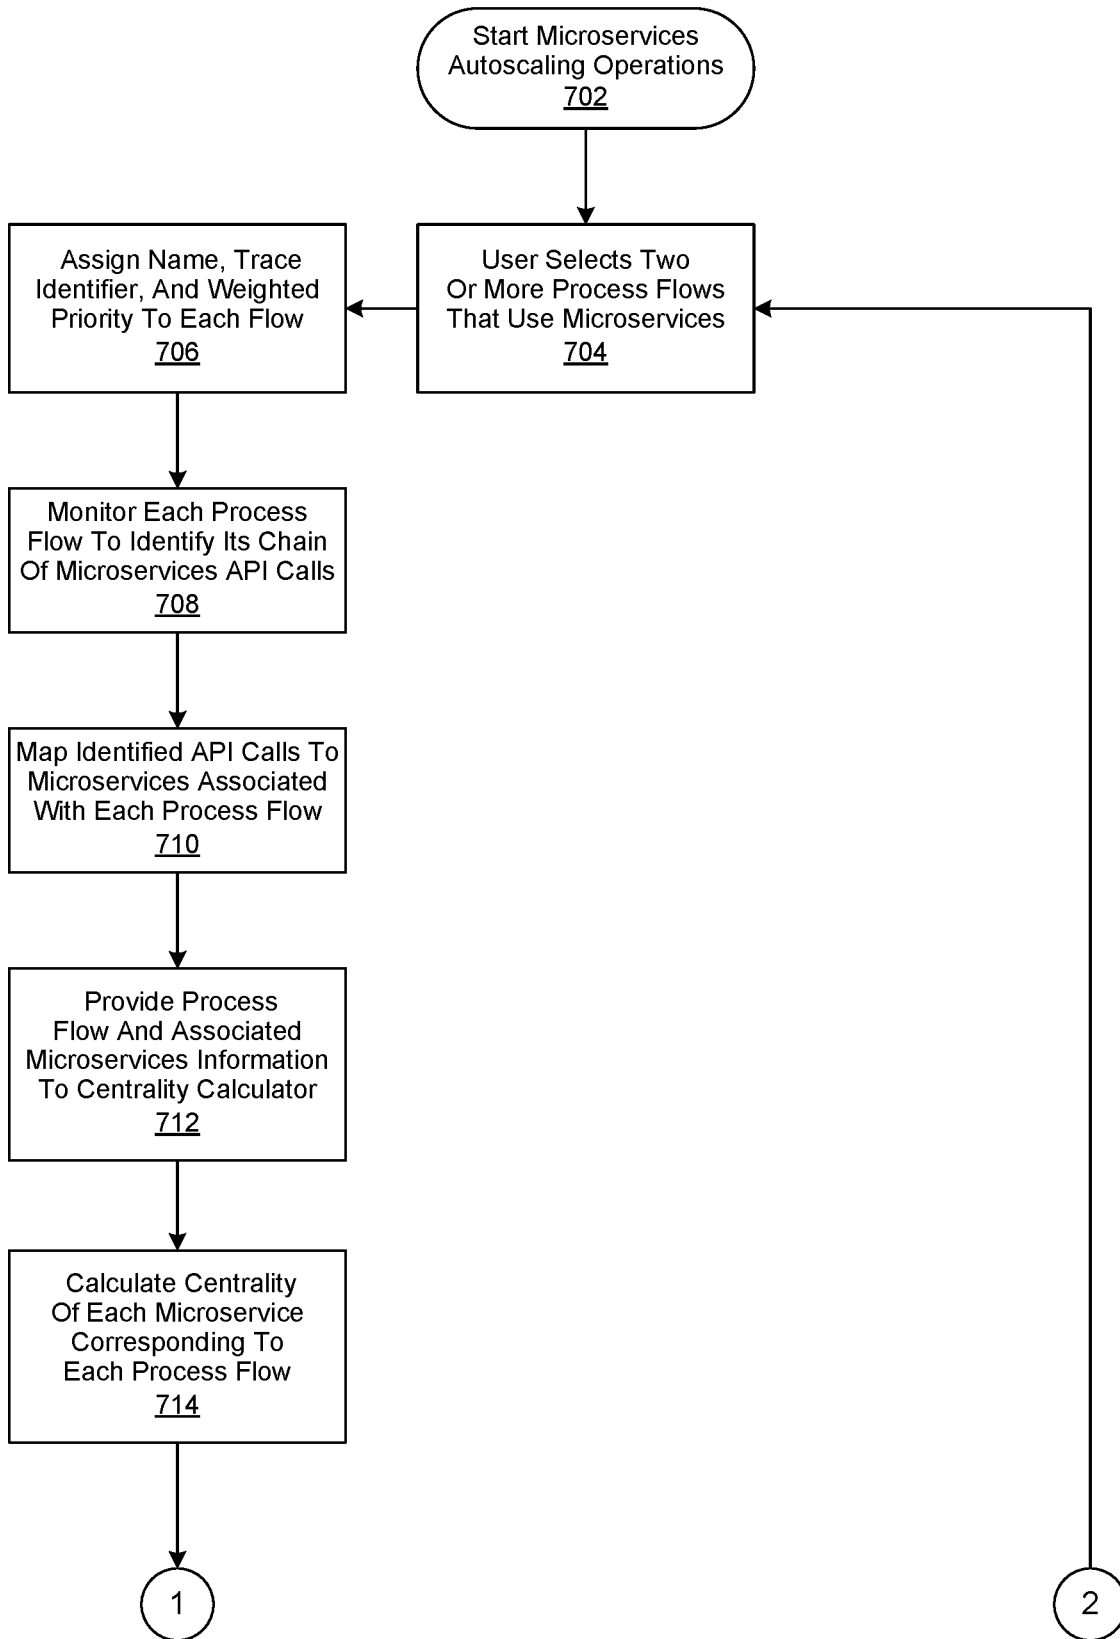 Start Microservices
Autoscaling Operations
702
User Selects Two
Or More Process Flows
That Use Microservices
704
Assign Name, Trace
Identifier, And Weighted
Priority To Each Flow
706
Monitor Each Process
Flow To Identify Its Chain
Of Microservices API Calls
708
Map Identified API Calls To
Microservices Associated
With Each Process Flow
710
Provide Process
Flow And Associated
Microservices Information
To Centrality Calculator
712
Calculate Centrality
Of Each Microservice
Corresponding To
Each Process Flow
714
1
2